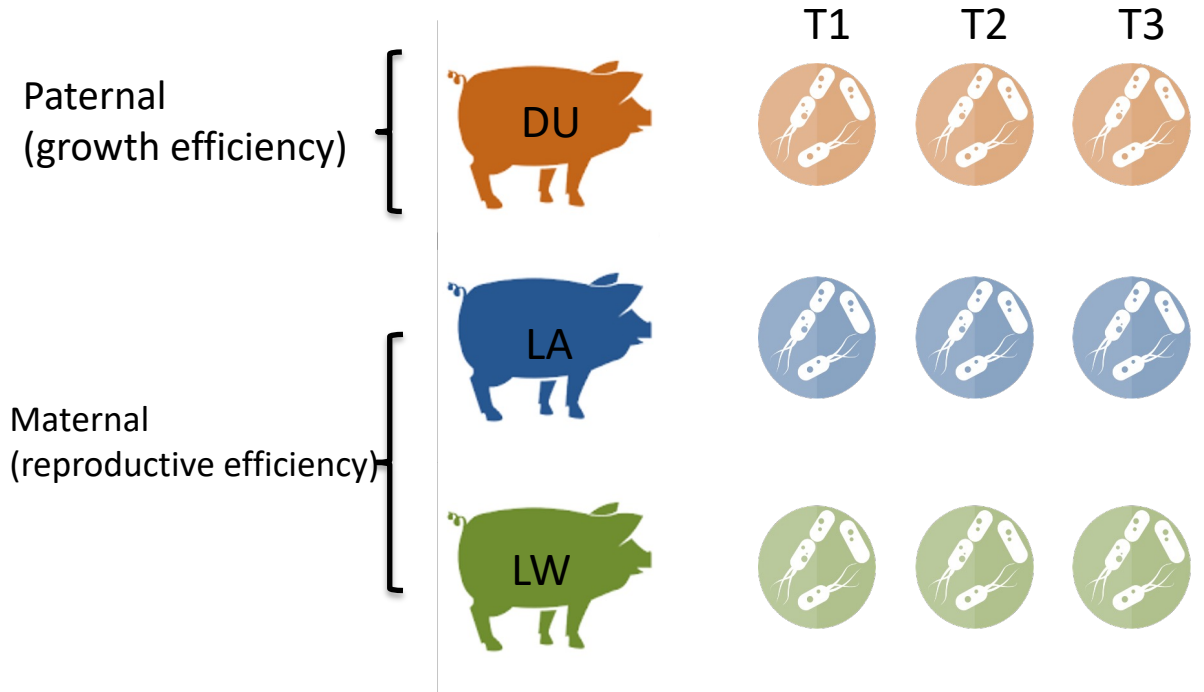 T1 T2 T3
Paternal
(growth efficiency)
DU
LA
Maternal
(reproductive efficiency)
LW